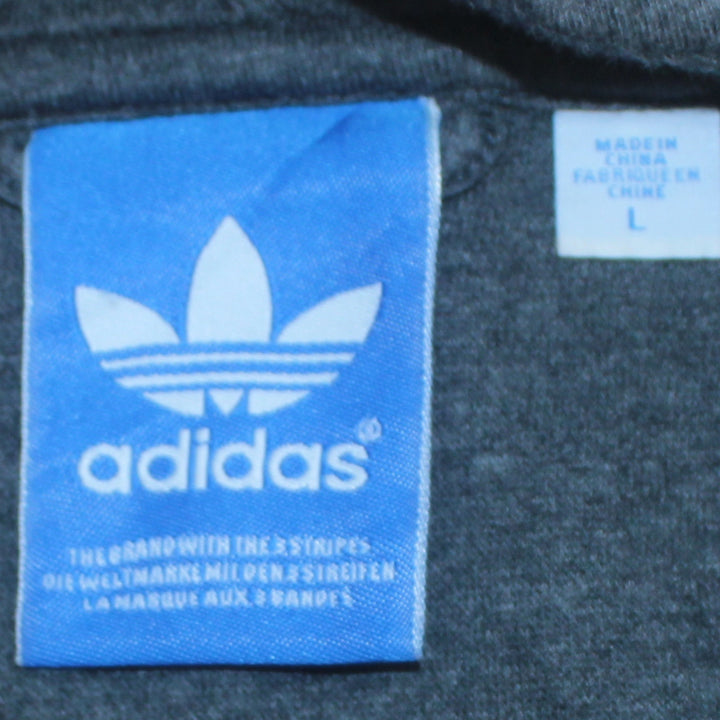 adidas®
THE BRAND WITH THE 3 STRIPES
DIE WELTMARKE MIT DEN 3 STREIFEN
LA MARQUE AUX 3 BANDES
MADE IN
CHINA
FABRIQUE EN
CHINE
L